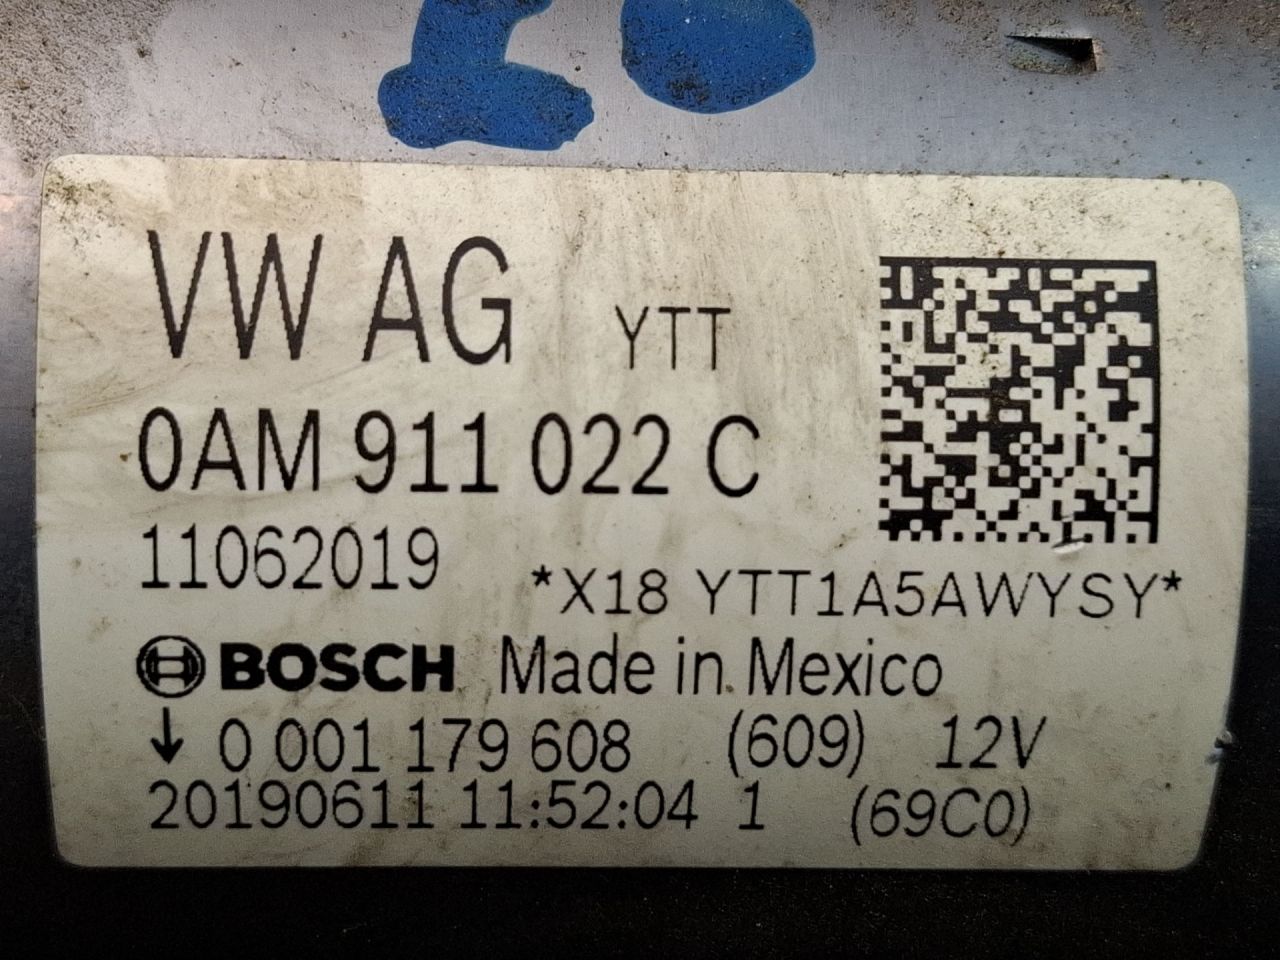 VW AG YTT
0AM 911 022 C
11062019
*X18 YTT1A5AWYSY*
BOSCH Made in Mexico
↓ 0 001 179 608 (609) 12V
20190611 11:52:04 1 (69C0)